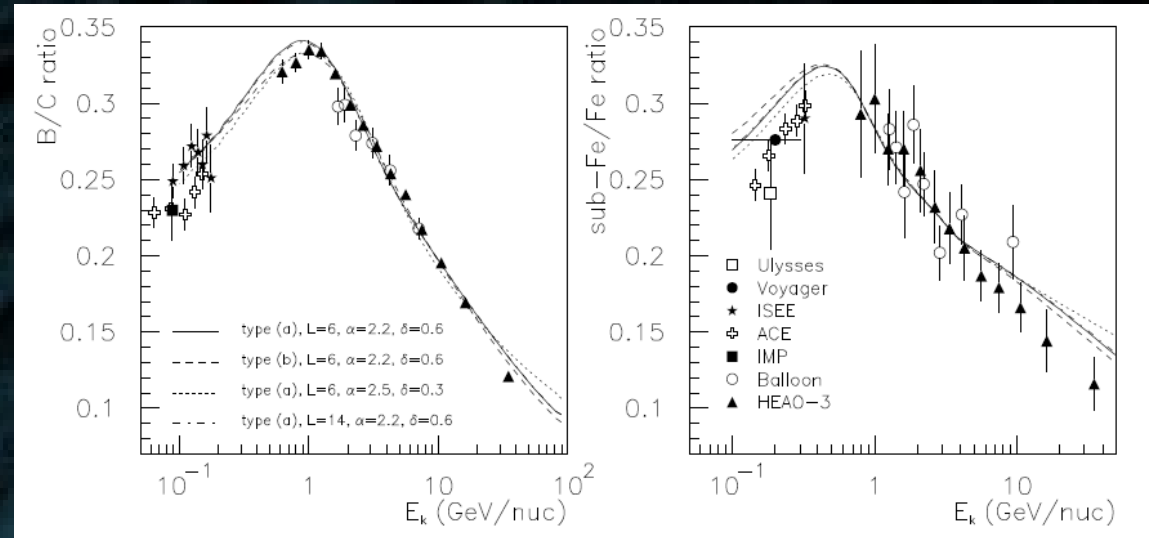 B/C ratio
0.35
0.3
0.25
0.2
0.15
0.1
type (a), L=6, α=2.2, δ=0.6
type (b), L=6, α=2.2, δ=0.6
type (a), L=6, α=2.5, δ=0.3
type (a), L=14, α=2.2, δ=0.6
10⁻¹ 1 10 10²
Eₖ (GeV/nuc)
sub-Fe/Fe ratio
0.35
0.3
0.25
0.2
0.15
0.1
Ulysses
Voyager
ISEE
ACE
IMP
Balloon
HEAO-3
10⁻¹ 1 10
Eₖ (GeV/nuc)